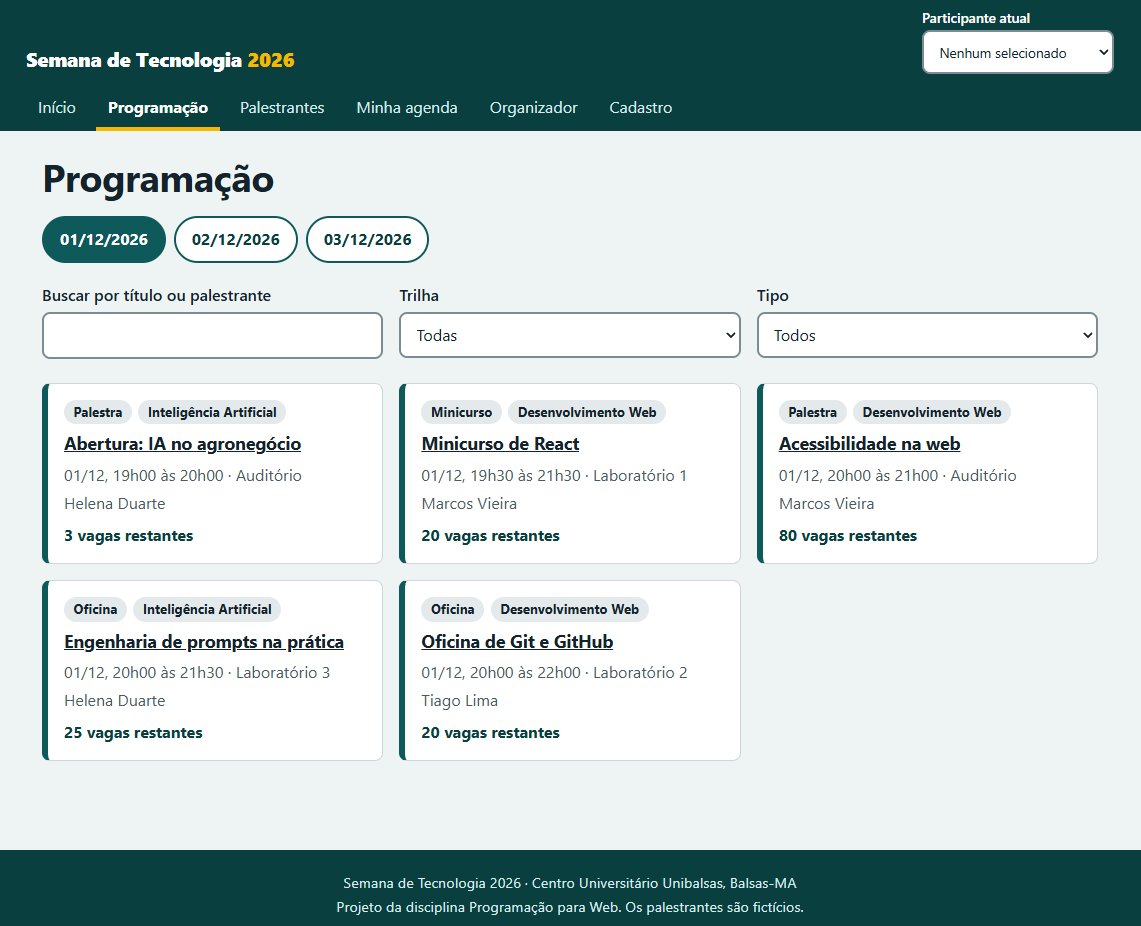 Participante atual
Nenhum selecionado
Semana de Tecnologia 2026
Início
Programação
Palestrantes
Minha agenda
Organizador
Cadastro
Programação
01/12/2026
02/12/2026
03/12/2026
Buscar por título ou palestrante
Trilha
Todas
Tipo
Todos
Palestra
Inteligência Artificial
Abertura: IA no agronegócio
01/12, 19h00 às 20h00 · Auditório
Helena Duarte
3 vagas restantes
Minicurso
Desenvolvimento Web
Minicurso de React
01/12, 19h30 às 21h30 · Laboratório 1
Marcos Vieira
20 vagas restantes
Palestra
Desenvolvimento Web
Acessibilidade na web
01/12, 20h00 às 21h00 · Auditório
Marcos Vieira
80 vagas restantes
Oficina
Inteligência Artificial
Engenharia de prompts na prática
01/12, 20h00 às 21h30 · Laboratório 3
Helena Duarte
25 vagas restantes
Oficina
Desenvolvimento Web
Oficina de Git e GitHub
01/12, 20h00 às 22h00 · Laboratório 2
Tiago Lima
20 vagas restantes
Semana de Tecnologia 2026 · Centro Universitário Unibalsas, Balsas-MA
Projeto da disciplina Programação para Web. Os palestrantes são fictícios.